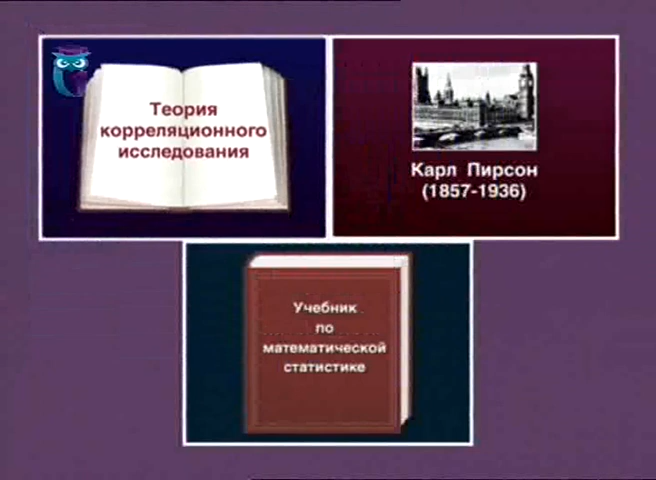 Теория
корреляционного
исследования
Карл Пирсон
(1857-1936)
Учебник
по
математической
статистике